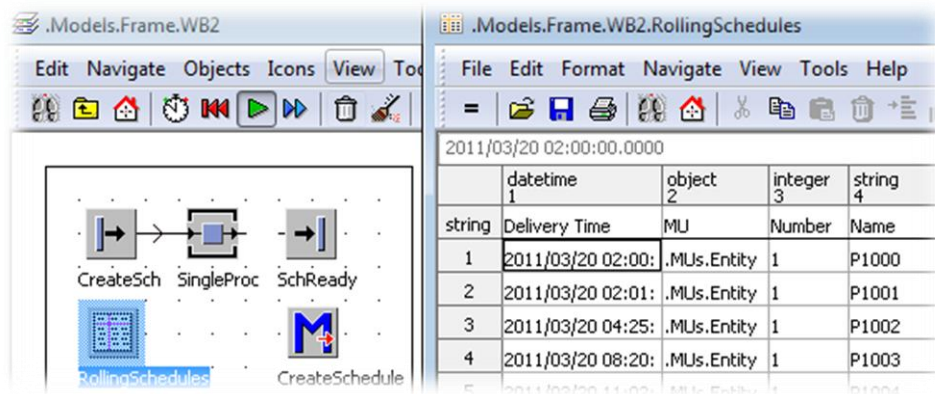 .Models.Frame.WB2
Edit Navigate Objects Icons View
CreateSch SingleProc SchReady
RollingSchedules CreateSchedule
.Models.Frame.WB2.RollingSchedules
File Edit Format Navigate View Tools Help
2011/03/20 02:00:00.0000
datetime object integer string
1 2 3 4
string Delivery Time MU Number Name
1 2011/03/20 02:00: .MUs.Entity 1 P1000
2 2011/03/20 02:01: .MUs.Entity 1 P1001
3 2011/03/20 04:25: .MUs.Entity 1 P1002
4 2011/03/20 08:20: .MUs.Entity 1 P1003